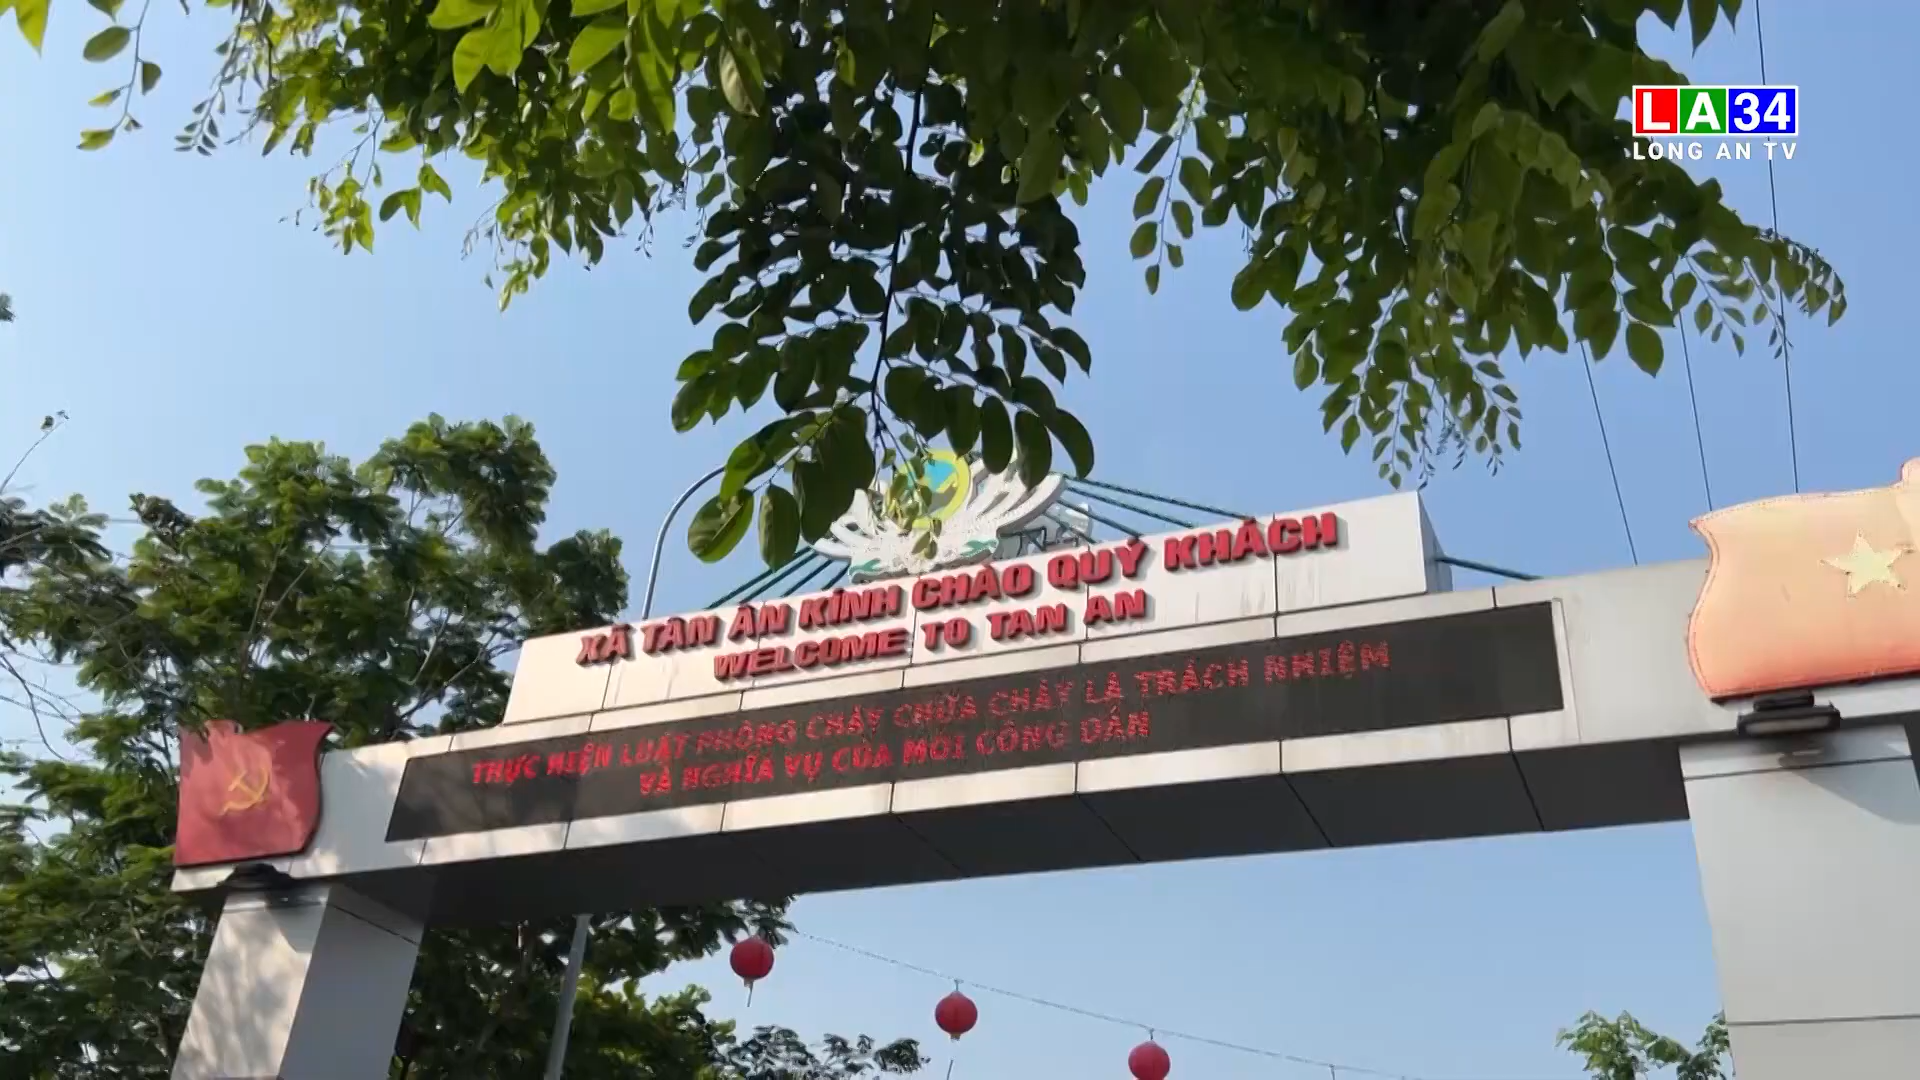 LA34
LONG AN TV
XÃ TÂN ÂN KÍNH CHÀO QUÝ KHÁCH
WELCOME TO TAN AN
THỰC HIỆN LUẬT PHÒNG CHÁY CHỮA CHÁY LÀ TRÁCH NHIỆM
VÀ NGHĨA VỤ CỦA MỖI CÔNG DÂN